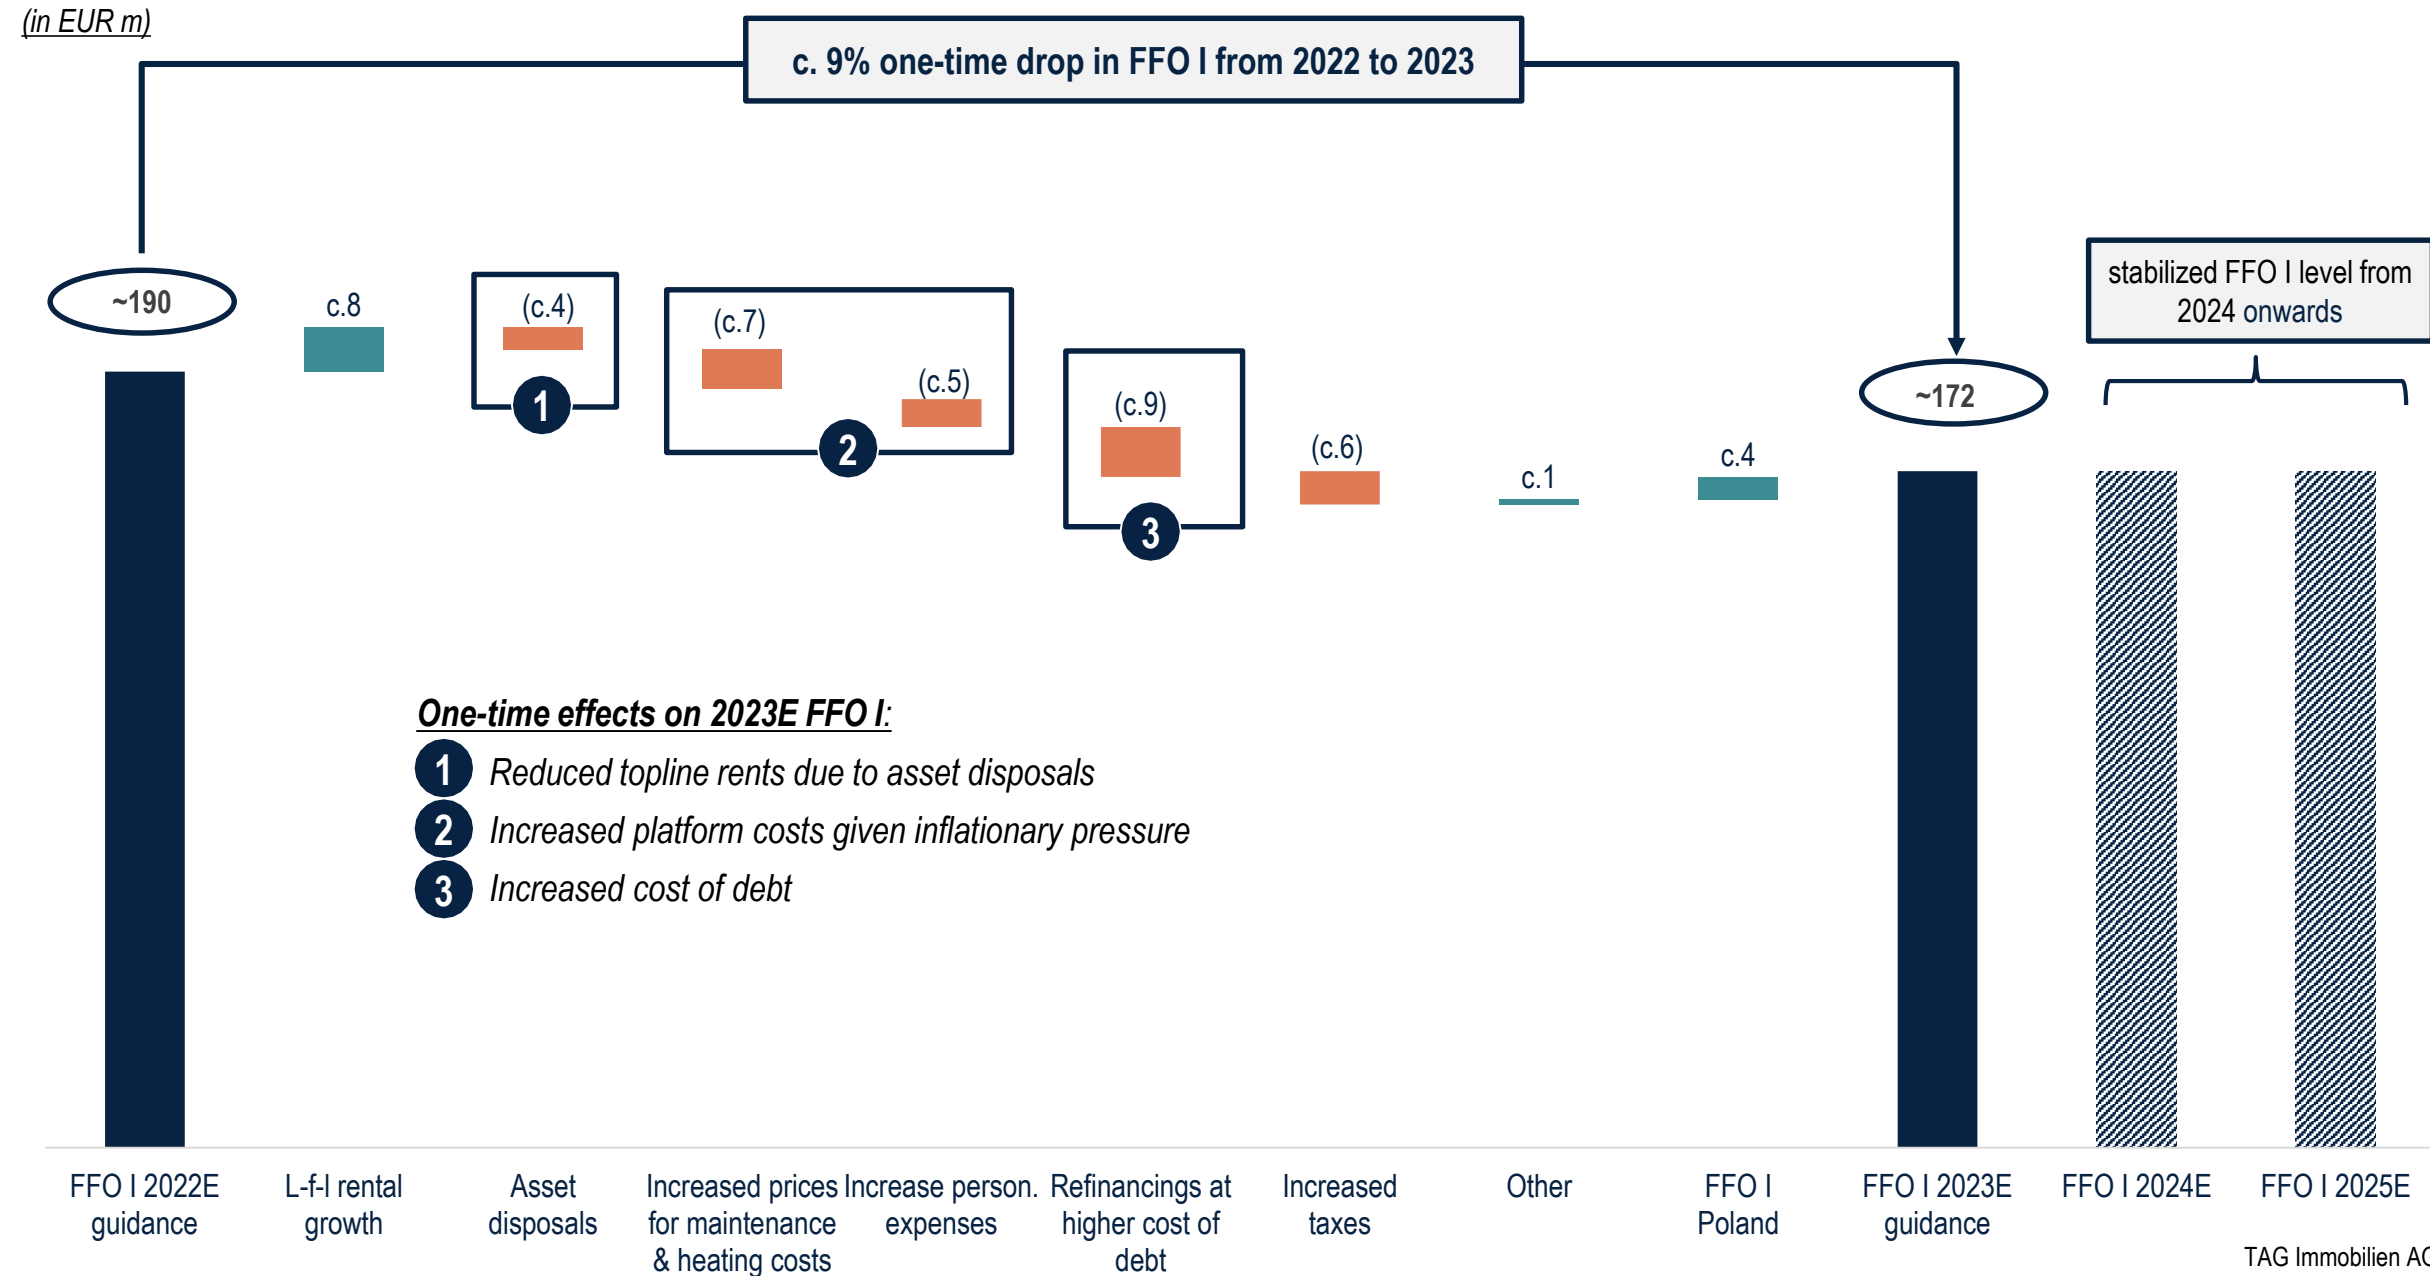 (in EUR m)
c. 9% one-time drop in FFO I from 2022 to 2023
stabilized FFO I level from
2024 onwards
~190
c.8
(c.4)
1
(c.7)
(c.5)
2
(c.9)
3
(c.6)
c.1
c.4
~172
One-time effects on 2023E FFO I:
1 Reduced topline rents due to asset disposals
2 Increased platform costs given inflationary pressure
3 Increased cost of debt
FFO I 2022E
guidance
L-f-l rental
growth
Asset
disposals
Increased prices
for maintenance
& heating costs
Increase person.
expenses
Refinancings at
higher cost of
debt
Increased
taxes
Other
FFO I
Poland
FFO I 2023E
guidance
FFO I 2024E
FFO I 2025E
TAG Immobilien AG